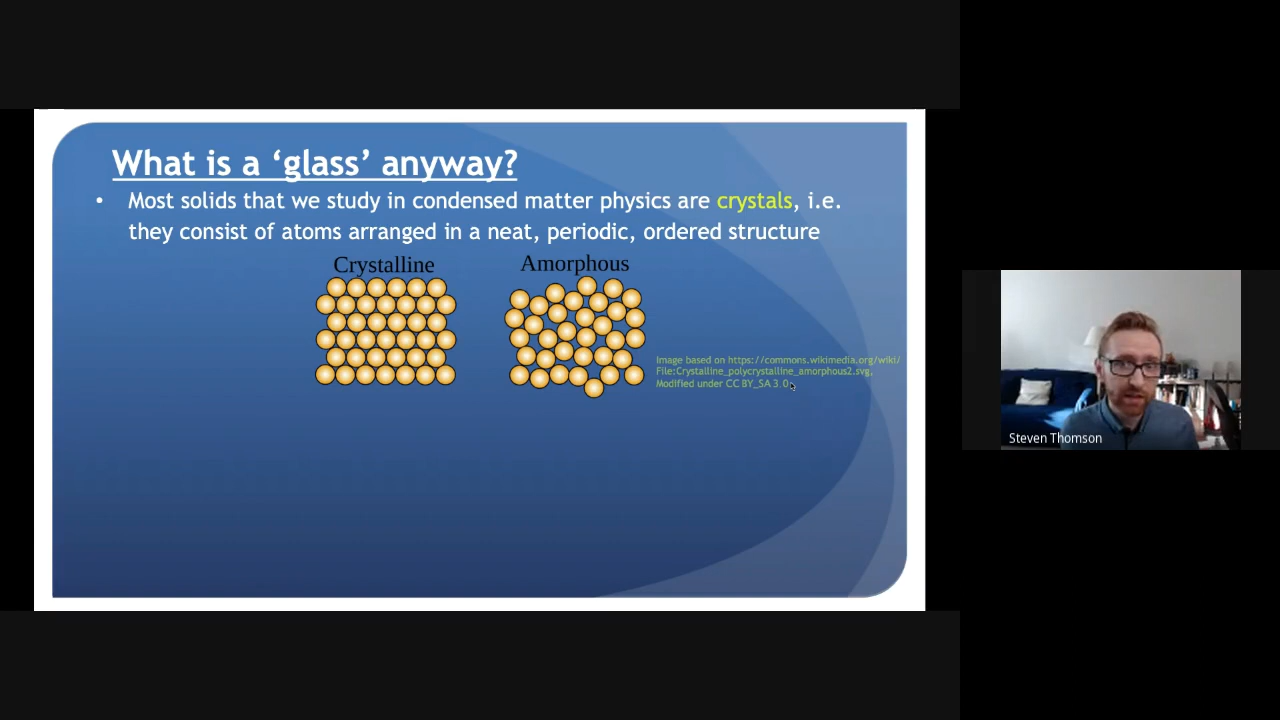 What is a ‘glass’ anyway?
• Most solids that we study in condensed matter physics are crystals, i.e.
they consist of atoms arranged in a neat, periodic, ordered structure
Crystalline
Amorphous
Image based on https://commons.wikimedia.org/wiki/
File:Crystalline_polycrystalline_amorphous2.svg,
Modified under CC BY_SA 3.0
Steven Thomson